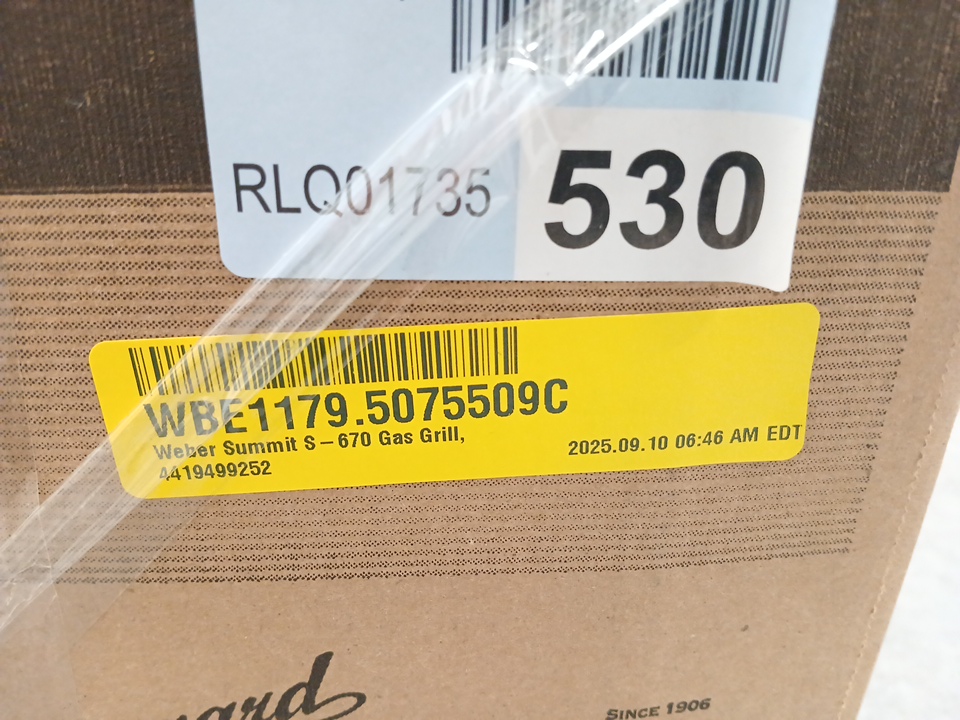 RLQ01735
530
WBE1179.5075509C
Weber Summit S-670 Gas Grill,
2025.09.10 06:46 AM EDT
4419499252
SINCE 1906